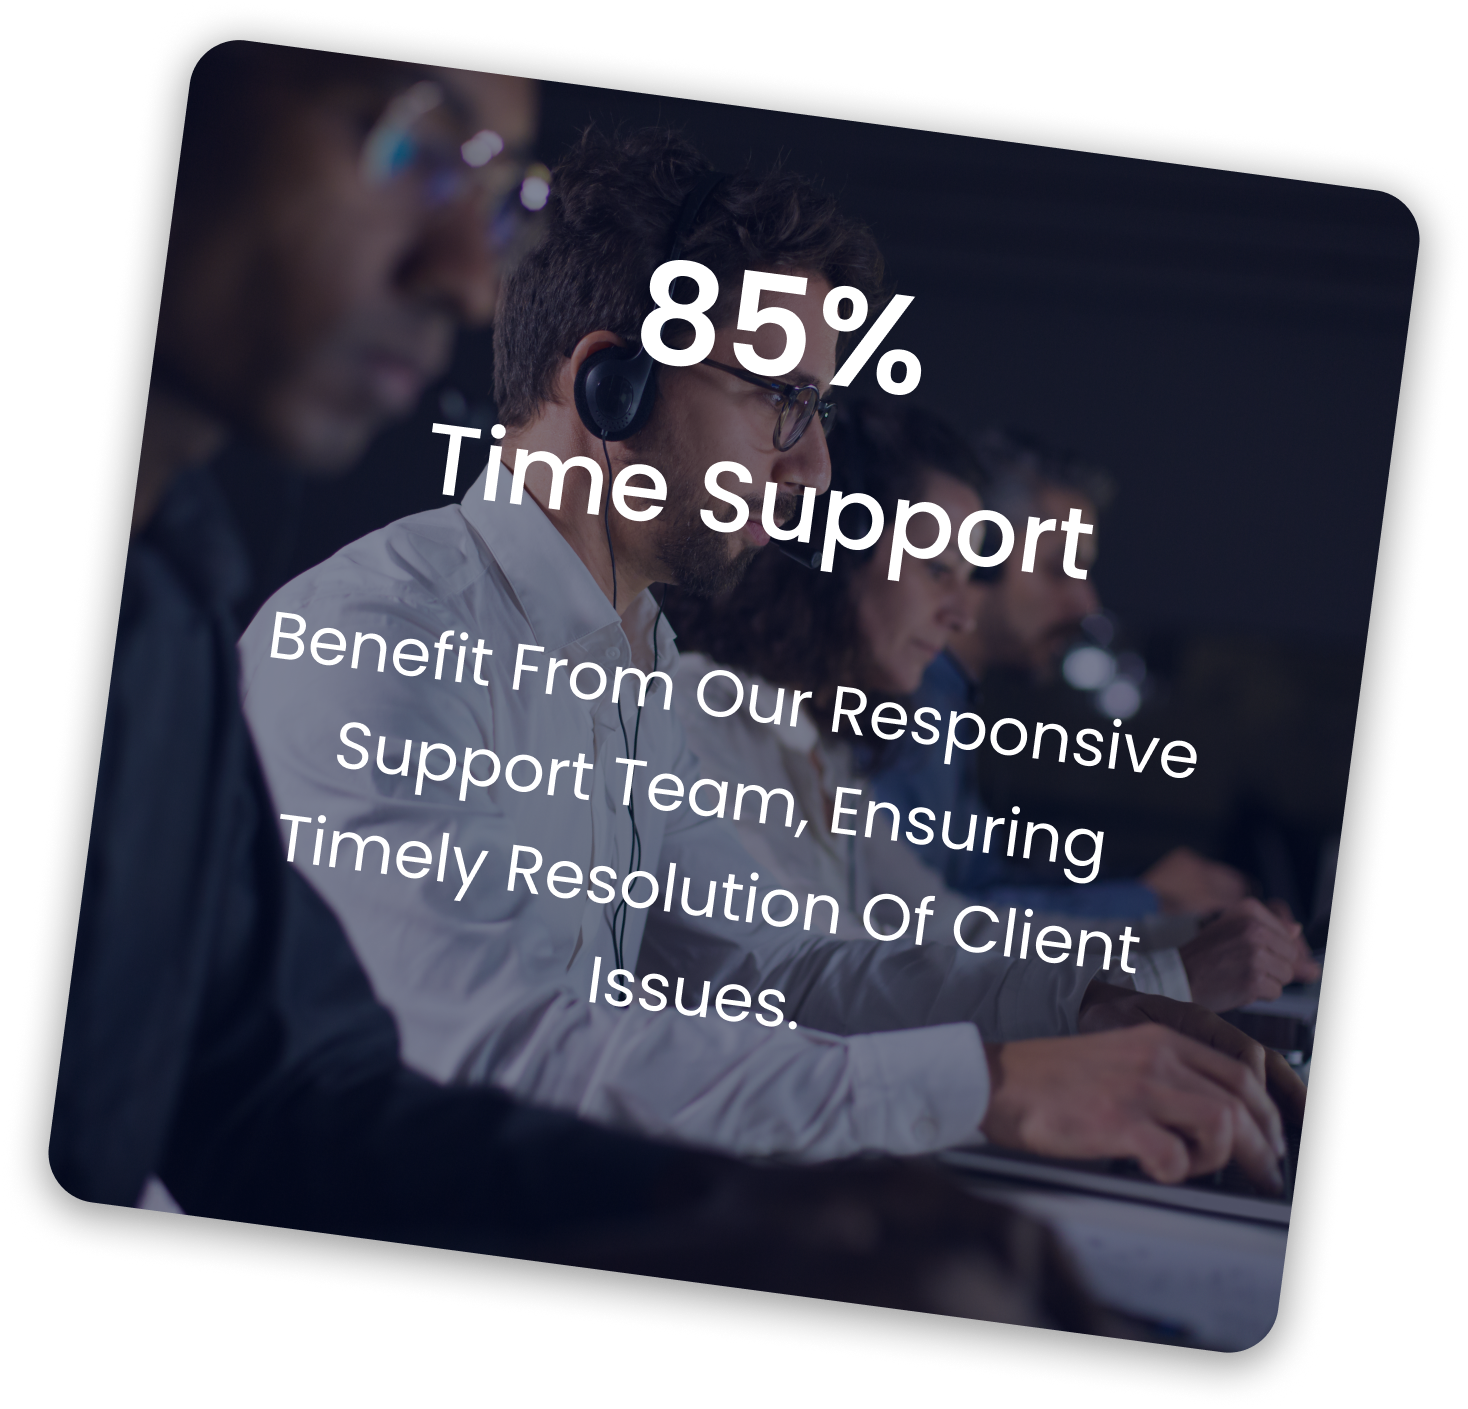 85%
Time Support
Benefit From Our Responsive
Support Team, Ensuring
Timely Resolution Of Client
Issues.